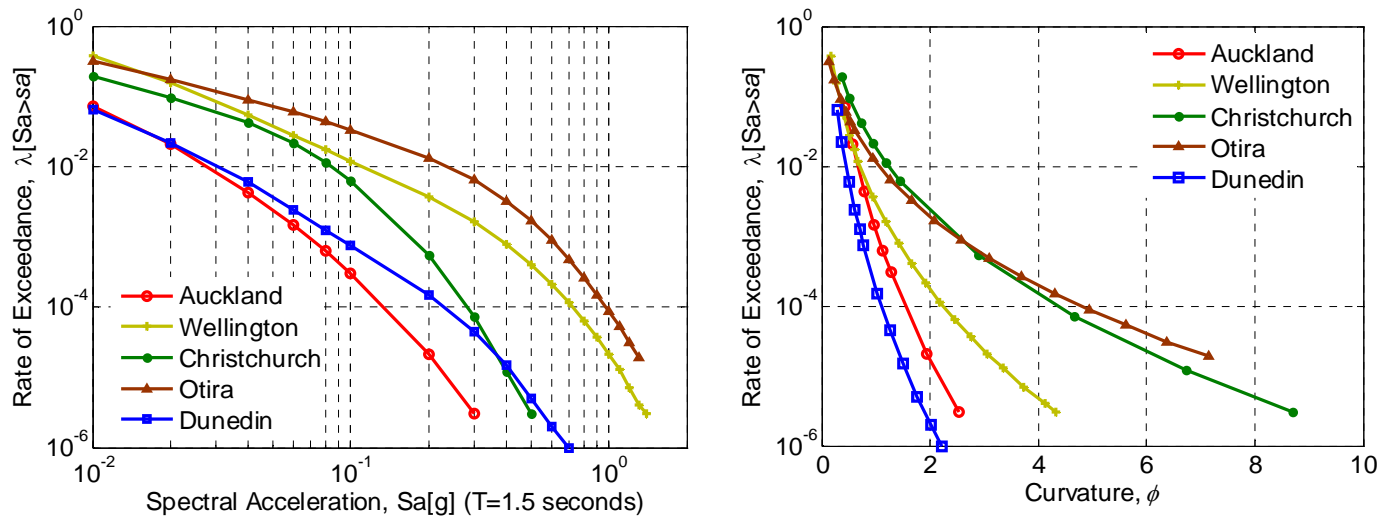 10^0
10^-2
10^-4
10^-6
Rate of Exceedance, λ[Sa>sa]
Auckland
Wellington
Christchurch
Otira
Dunedin
10^-2
10^-1
10^0
Spectral Acceleration, Sa[g] (T=1.5 seconds)
10^0
10^-2
10^-4
10^-6
Rate of Exceedance, λ[Sa>sa]
Auckland
Wellington
Christchurch
Otira
Dunedin
0 2 4 6 8 10
Curvature, ϕ